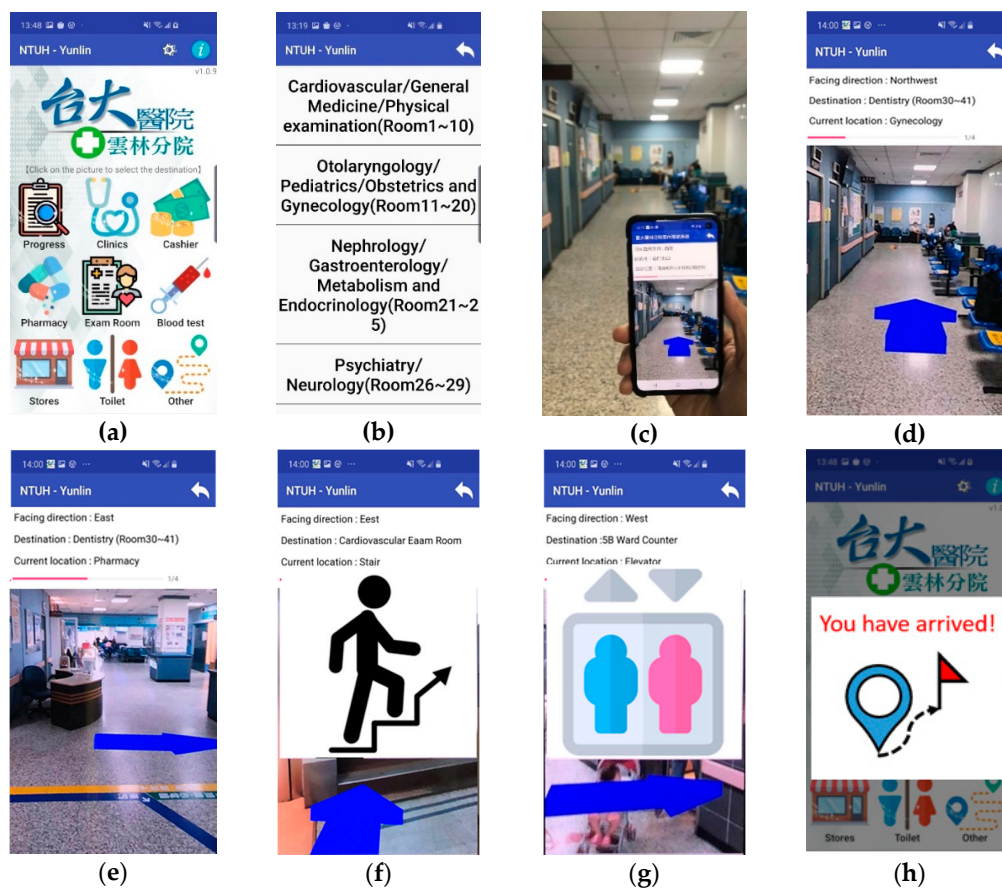 13:48
NTUH - Yunlin
v1.0.9
台大醫院
雲林分院
【Click on the picture to select the destination】
Progress
Clinics
Cashier
Pharmacy
Exam Room
Blood test
Stores
Toilet
Other
(a)
13:19
NTUH - Yunlin
Cardiovascular/General
Medicine/Physical
examination(Room1~10)
Otolaryngology/
Pediatrics/Obstetrics and
Gynecology(Room11~20)
Nephrology/
Gastroenterology/
Metabolism and
Endocrinology(Room21~2
5)
Psychiatry/
Neurology(Room26~29)
(b)
(c)
14:00
NTUH - Yunlin
Facing direction : Northwest
Destination : Dentistry (Room30~41)
Current location : Gynecology
1/4
(d)
14:00
NTUH - Yunlin
Facing direction : East
Destination : Dentistry (Room30~41)
Current location : Pharmacy
1/4
(e)
14:00
NTUH - Yunlin
Facing direction : Eest
Destination : Cardiovascular Eaam Room
Current location : Stair
(f)
14:00
NTUH - Yunlin
Facing direction : West
Destination :5B Ward Counter
Current location : Elevator
(g)
13:48
NTUH - Yunlin
台大醫院
雲林分院
You have arrived!
Stores
Toilet
Other
(h)